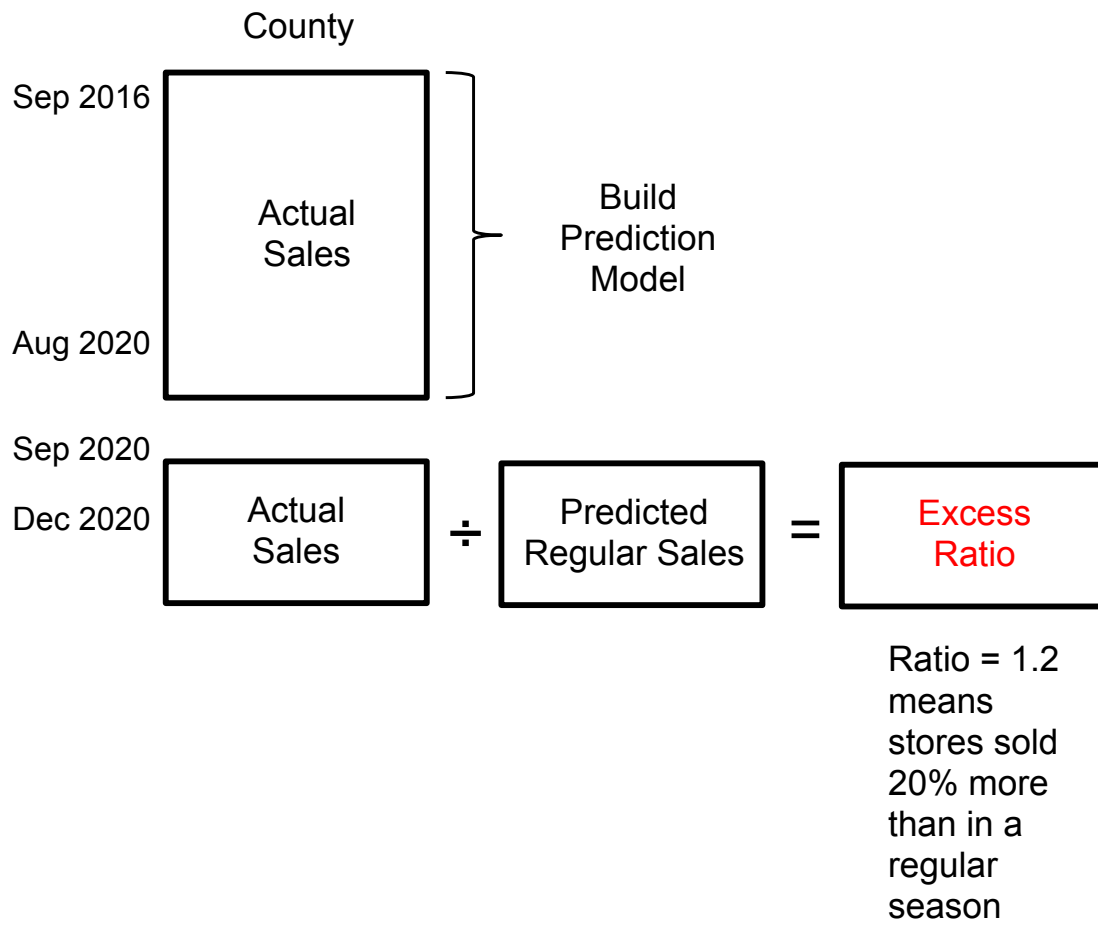 County
Sep 2016
Actual
Sales
Build
Prediction
Model
Aug 2020
Sep 2020
Dec 2020
Actual
Sales
÷
Predicted
Regular Sales
=
Excess
Ratio
Ratio = 1.2
means
stores sold
20% more
than in a
regular
season